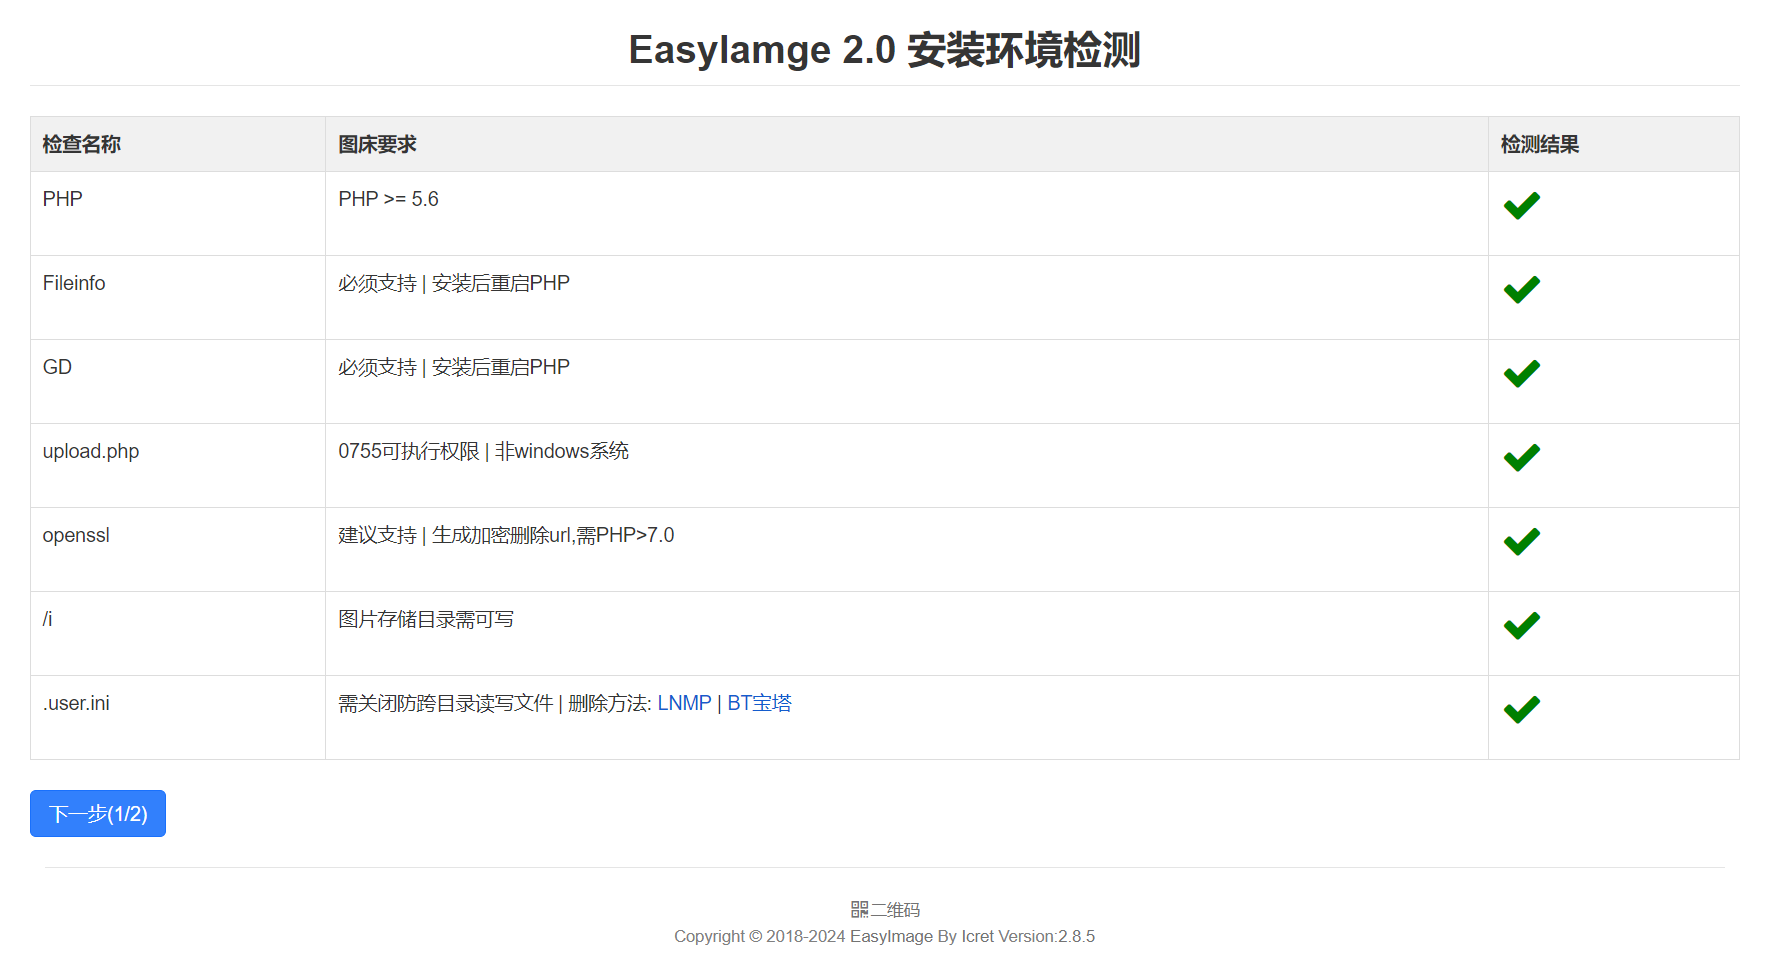 EasyIamge 2.0 安装环境检测
检查名称 图床要求 检测结果
PHP PHP >= 5.6
Fileinfo 必须支持 | 安装后重启PHP
GD 必须支持 | 安装后重启PHP
upload.php 0755可执行权限 | 非windows系统
openssl 建议支持 | 生成加密删除url,需PHP>7.0
/i 图片存储目录需可写
.user.ini 需关闭防跨目录读写文件 | 删除方法: LNMP | BT宝塔
下一步(1/2)
二维码
Copyright © 2018-2024 EasyImage By Icret Version:2.8.5